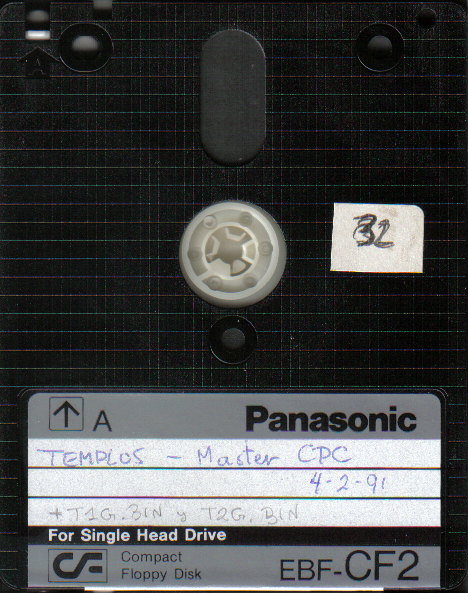 A
B2
A Panasonic
TEMPLOS - Master CPC
4-2-91
+ T1G.BIN y T2G.BIN
For Single Head Drive
CF Compact
Floppy Disk
EBF-CF2